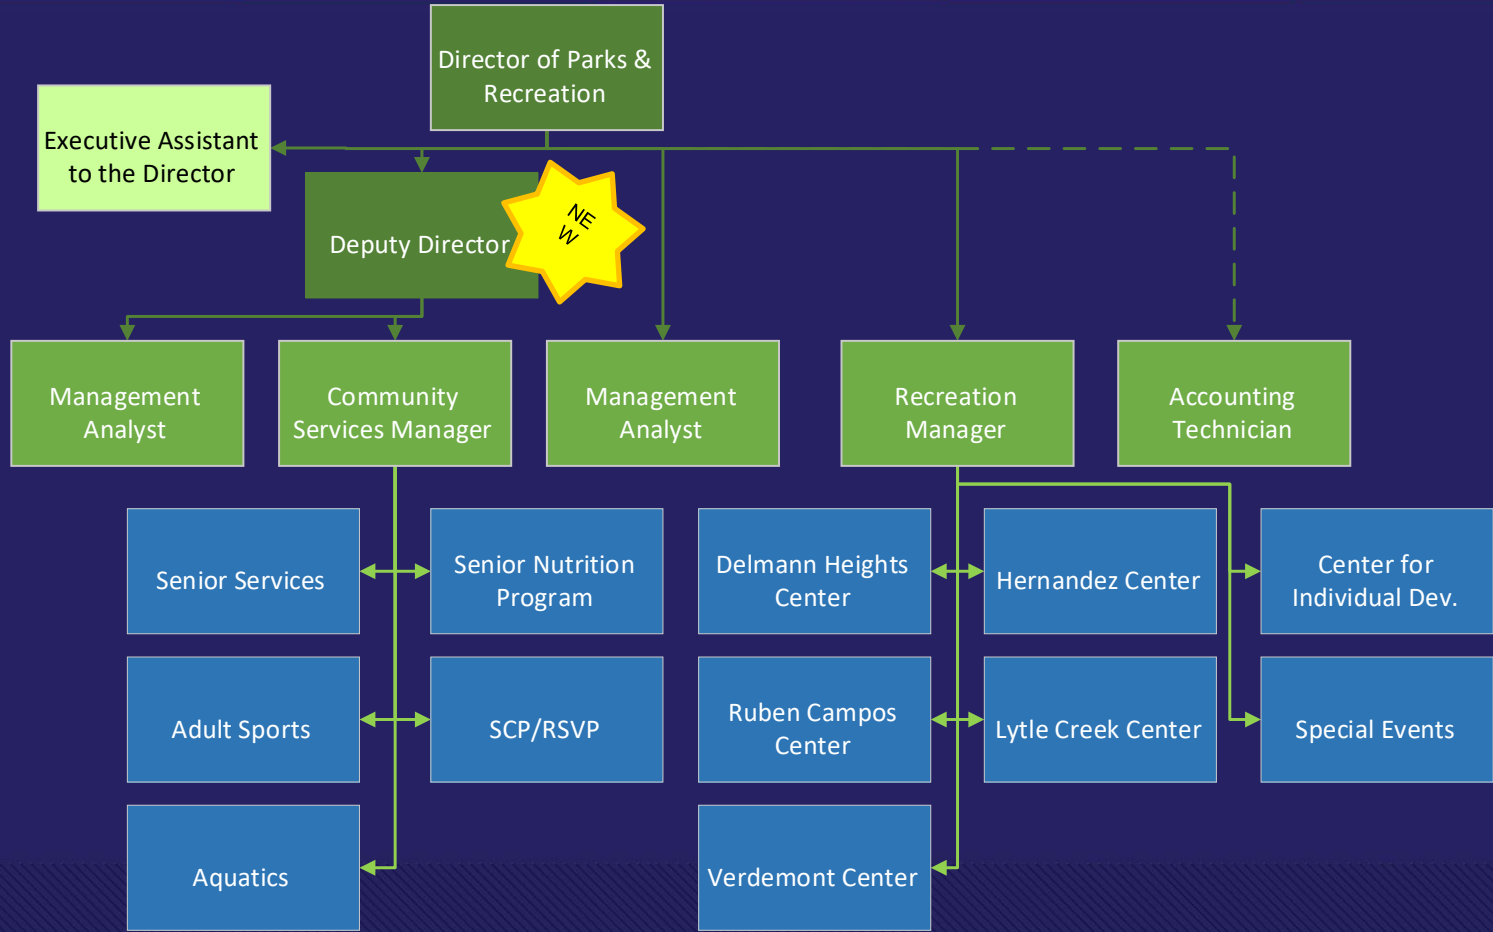 Director of Parks &
Recreation
Executive Assistant
to the Director
Deputy Director
NE
W
Management
Analyst
Community
Services Manager
Management
Analyst
Recreation
Manager
Accounting
Technician
Senior Services
Senior Nutrition
Program
Delmann Heights
Center
Hernandez Center
Center for
Individual Dev.
Adult Sports
SCP/RSVP
Ruben Campos
Center
Lytle Creek Center
Special Events
Aquatics
Verdemont Center